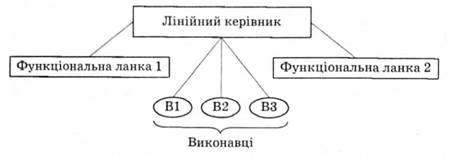 Лінійний керівник
Функціональна ланка 1
Функціональна ланка 2
В1 В2 В3
Виконавці